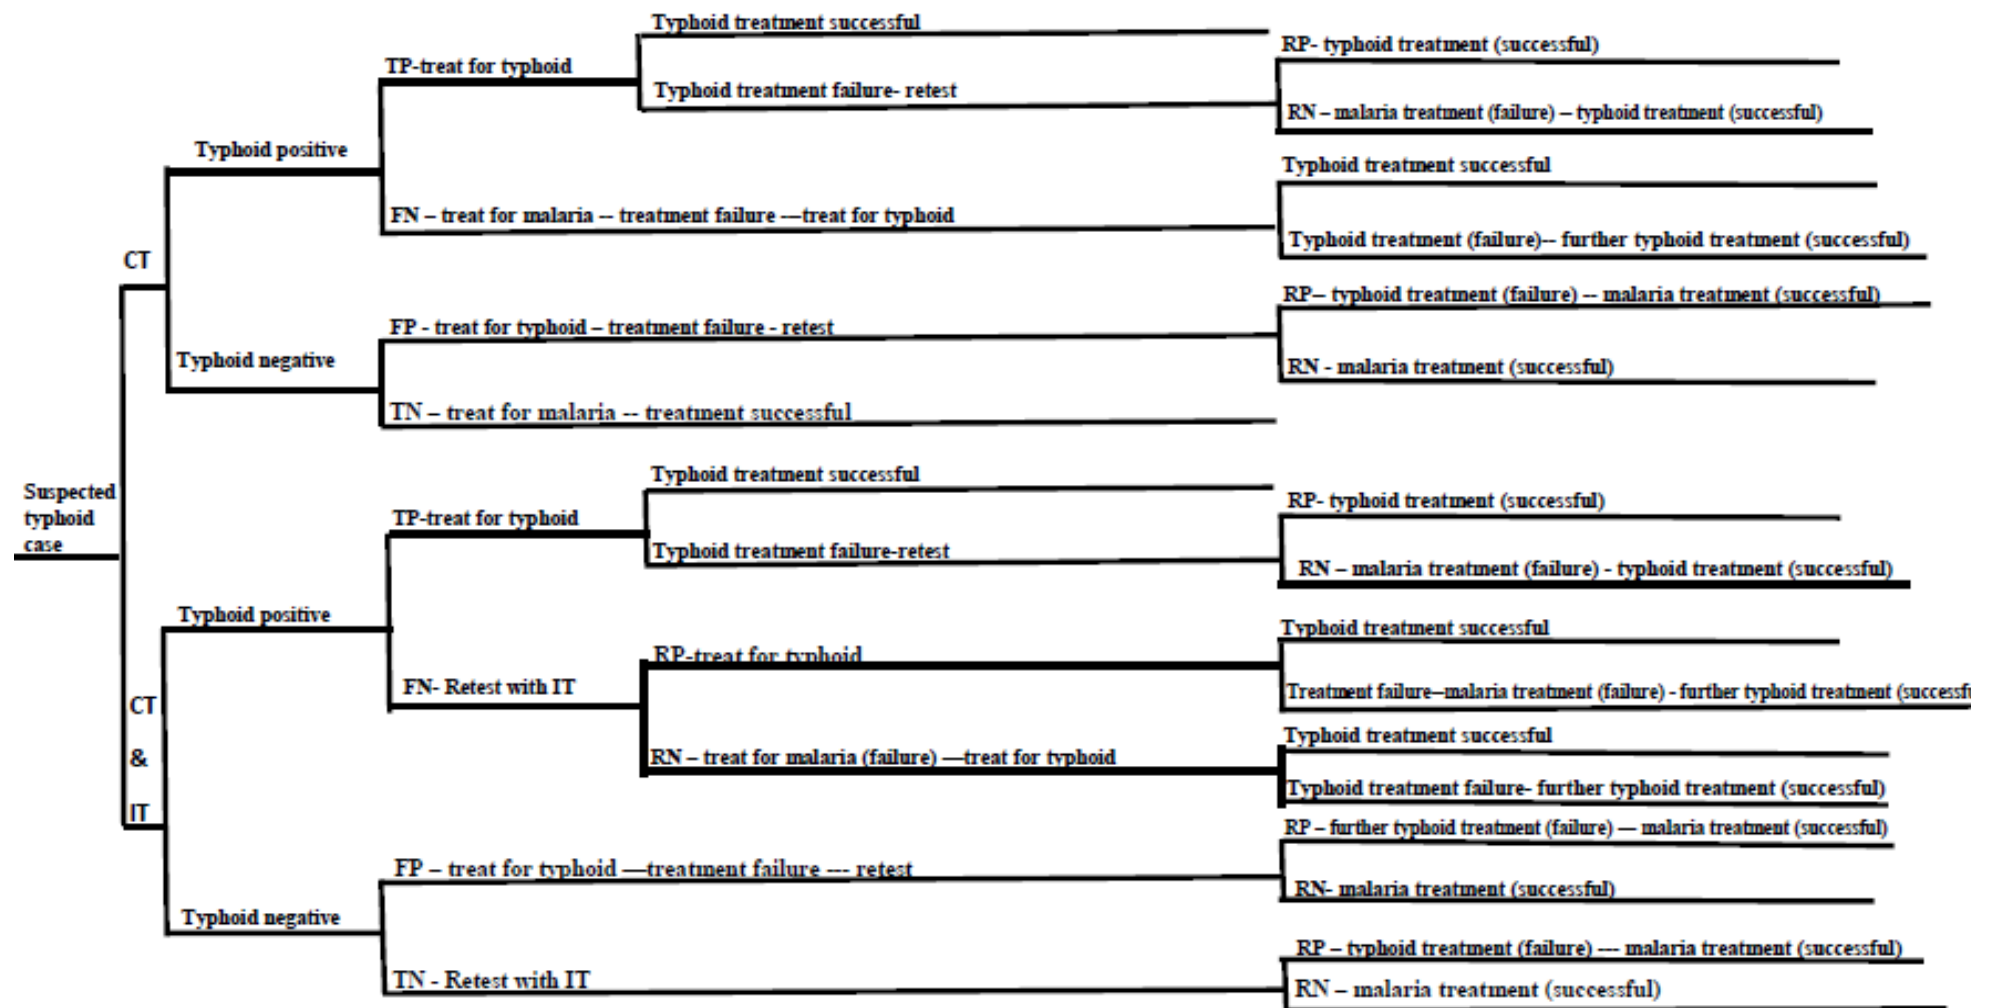 Typhoid treatment successful
RP- typhoid treatment (successful)
TP-treat for typhoid
Typhoid treatment failure- retest
RN – malaria treatment (failure) – typhoid treatment (successful)
Typhoid positive
Typhoid treatment successful
FN – treat for malaria -- treatment failure ---treat for typhoid
Typhoid treatment (failure)-- further typhoid treatment (successful)
CT
RP– typhoid treatment (failure) -- malaria treatment (successful)
FP - treat for typhoid – treatment failure - retest
Typhoid negative
RN - malaria treatment (successful)
TN – treat for malaria -- treatment successful
Suspected
typhoid
case
Typhoid treatment successful
RP- typhoid treatment (successful)
TP-treat for typhoid
Typhoid treatment failure-retest
RN – malaria treatment (failure) - typhoid treatment (successful)
Typhoid positive
Typhoid treatment successful
RP-treat for typhoid
FN- Retest with IT
Treatment failure–malaria treatment (failure) - further typhoid treatment (successf
CT
&
IT
Typhoid treatment successful
RN – treat for malaria (failure) —treat for typhoid
Typhoid treatment failure- further typhoid treatment (successful)
RP – further typhoid treatment (failure) — malaria treatment (successful)
FP – treat for typhoid —treatment failure --- retest
RN- malaria treatment (successful)
Typhoid negative
RP – typhoid treatment (failure) --- malaria treatment (successful)
TN - Retest with IT
RN – malaria treatment (successful)